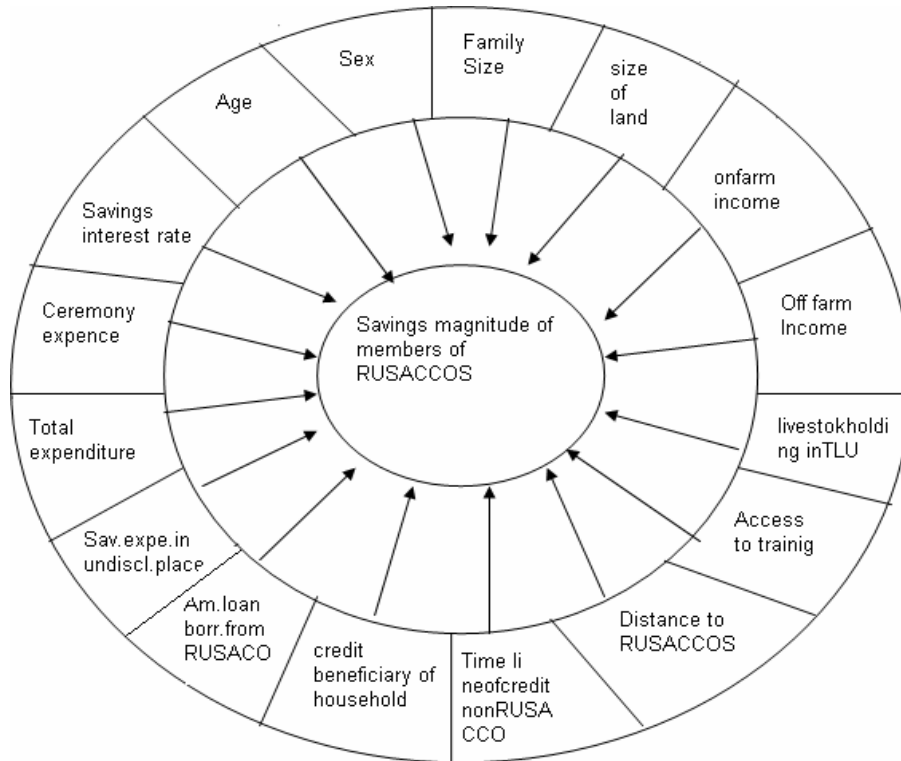 Sex
Family
Size
size
of
land
onfarm
income
Off farm
Income
livestokholdi
ng inTLU
Access
to trainig
Distance to
RUSACCOS
Time li
neofcredit
nonRUSA
CCO
credit
beneficiary of
household
Am.loan
borr.from
RUSACO
Sav.expe.in
undiscl.place
Total
expenditure
Ceremony
expence
Savings
interest rate
Age
Savings magnitude of
members of
RUSACCOS